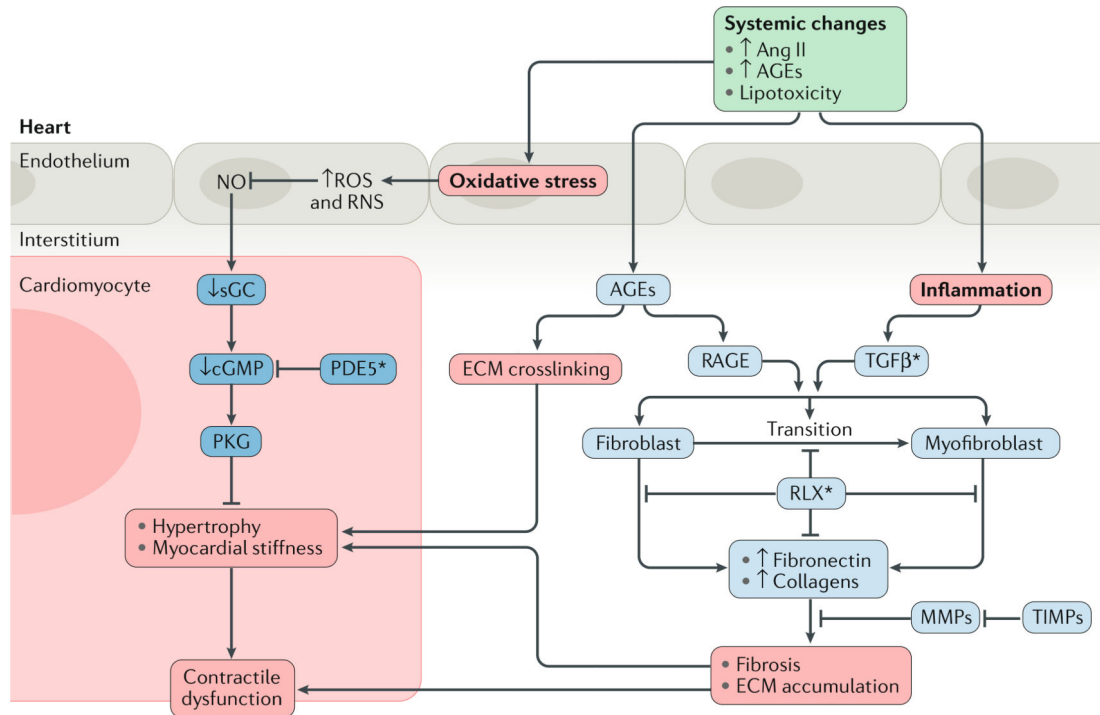 Systemic changes
• ↑ Ang II
• ↑ AGEs
• Lipotoxicity
Heart
Endothelium
NO
↑ROS
and RNS
Oxidative stress
Interstitium
Cardiomyocyte
↓sGC
AGEs
Inflammation
↓cGMP
PDE5*
ECM crosslinking
RAGE
TGFβ*
PKG
Fibroblast
Transition
Myofibroblast
RLX*
• Hypertrophy
• Myocardial stiffness
• ↑ Fibronectin
• ↑ Collagens
MMPs
TIMPs
Contractile
dysfunction
• Fibrosis
• ECM accumulation